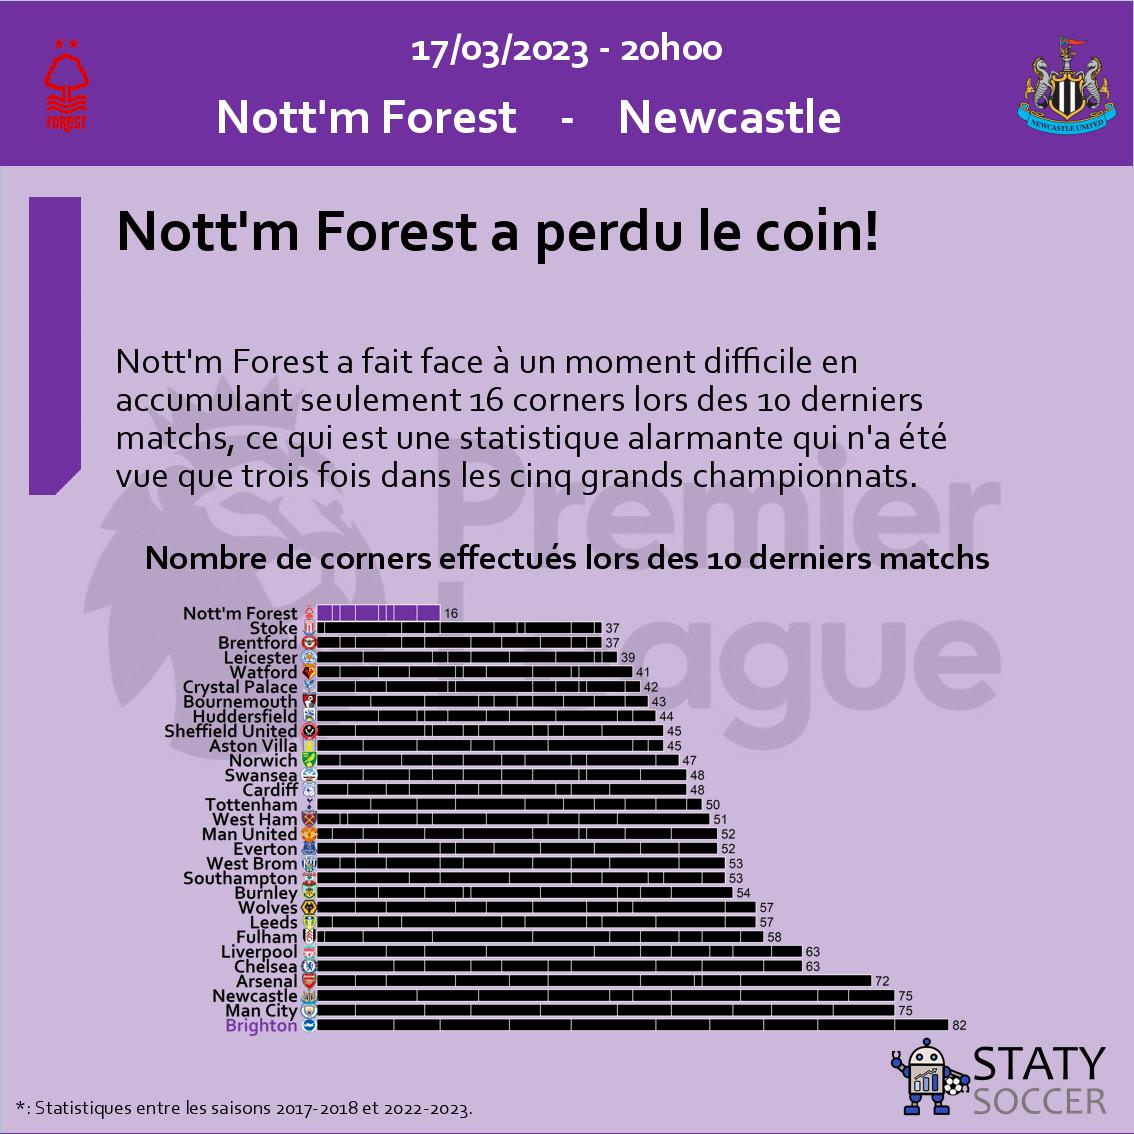 17/03/2023 - 20h00
Nott'm Forest - Newcastle
FOREST
NEWCASTLE UNITED
Nott'm Forest a perdu le coin!
Nott'm Forest a fait face à un moment difficile en
accumulant seulement 16 corners lors des 10 derniers
matchs, ce qui est une statistique alarmante qui n'a été
vue que trois fois dans les cinq grands championnats.
Premier
League
Nombre de corners effectués lors des 10 derniers matchs
Nott'm Forest 16
Stoke 37
Brentford 37
Leicester 39
Watford 41
Crystal Palace 42
Bournemouth 43
Huddersfield 44
Sheffield United 45
Aston Villa 45
Norwich 47
Swansea 48
Cardiff 48
Tottenham 50
West Ham 51
Man United 52
Everton 52
West Brom 53
Southampton 53
Burnley 54
Wolves 57
Leeds 57
Fulham 58
Liverpool 63
Chelsea 63
Arsenal 72
Newcastle 75
Man City 75
Brighton 82
STATY
SOCCER
*: Statistiques entre les saisons 2017-2018 et 2022-2023.